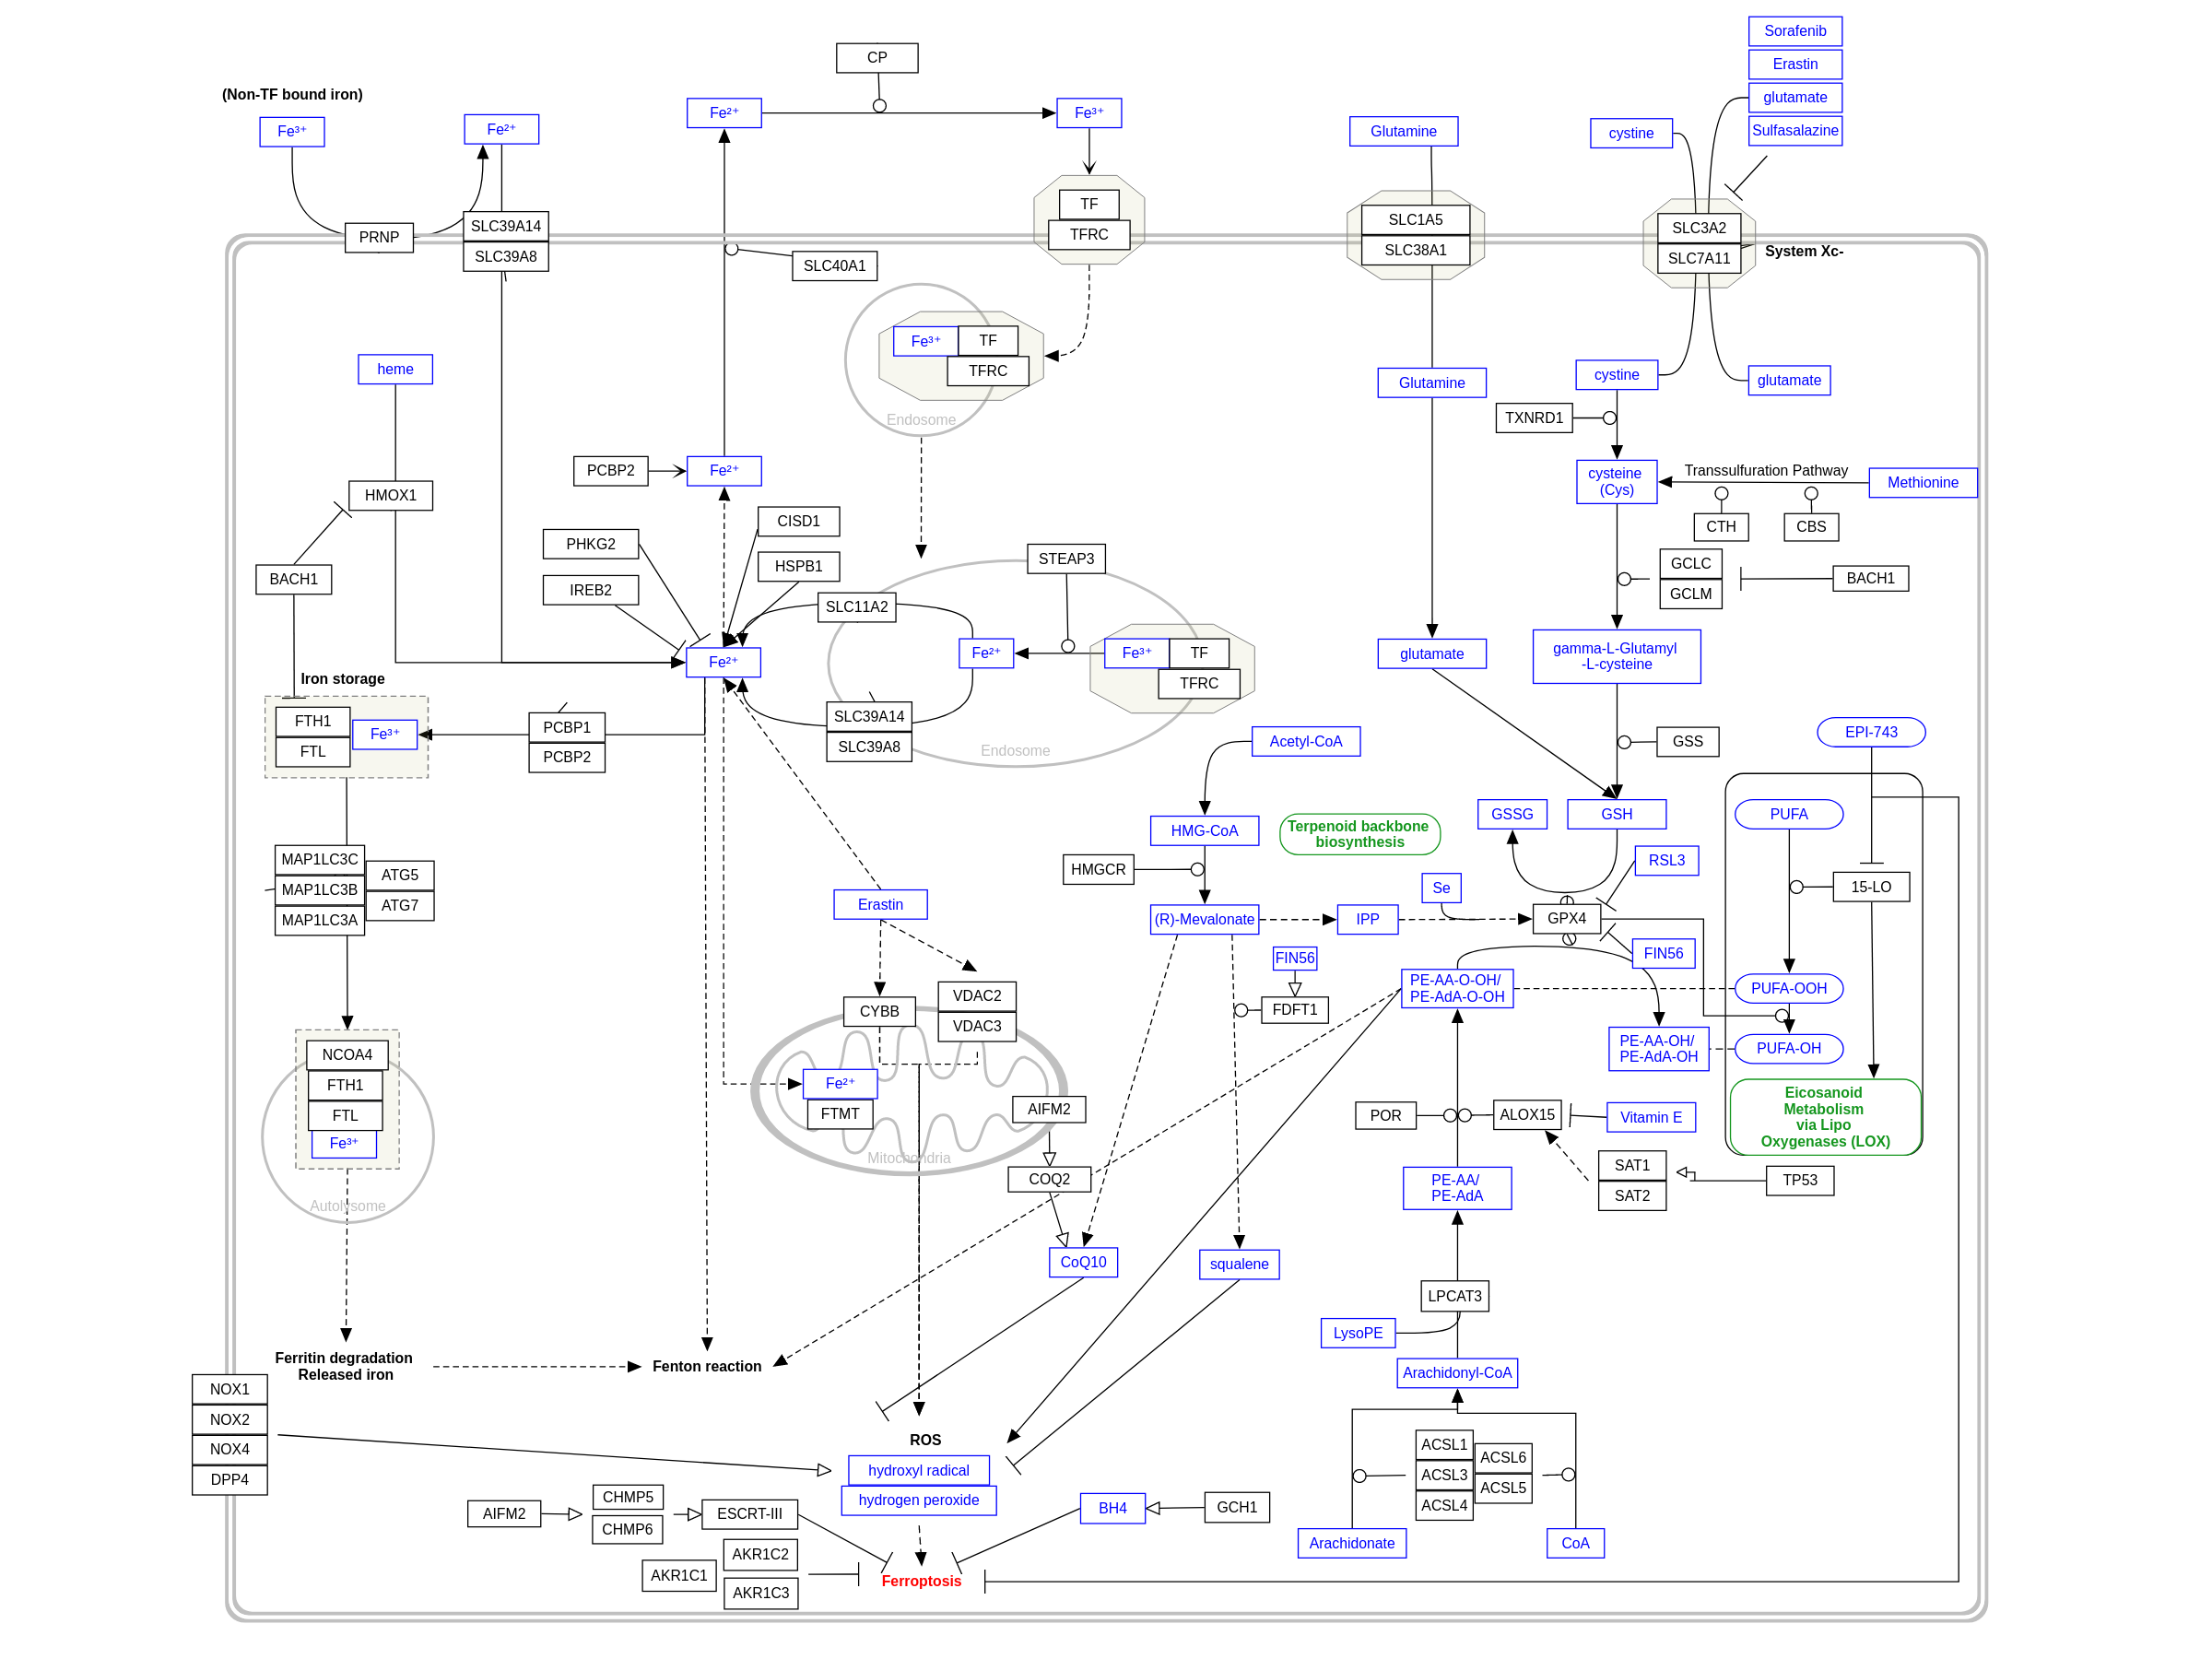 Sorafenib
Erastin
glutamate
Sulfasalazine
CP
(Non-TF bound iron)
Fe³⁺
Fe²⁺
Fe²⁺
Fe³⁺
Glutamine
cystine
TF
TFRC
SLC1A5
SLC38A1
SLC3A2
SLC7A11
System Xc-
PRNP
SLC39A14
SLC39A8
SLC40A1
Fe³⁺
TF
TFRC
Endosome
heme
Glutamine
cystine
glutamate
TXNRD1
PCBP2
Fe²⁺
cysteine
(Cys)
Transsulfuration Pathway
Methionine
HMOX1
CTH
CBS
CISD1
PHKG2
HSPB1
IREB2
STEAP3
BACH1
GCLC
GCLM
BACH1
SLC11A2
Fe²⁺
Fe²⁺
Fe³⁺
TF
TFRC
glutamate
gamma-L-Glutamyl
-L-cysteine
Iron storage
FTH1
FTL
Fe³⁺
PCBP1
PCBP2
SLC39A14
SLC39A8
Endosome
Acetyl-CoA
GSS
EPI-743
HMG-CoA
Terpenoid backbone
biosynthesis
GSSG
GSH
PUFA
HMGCR
RSL3
MAP1LC3C
MAP1LC3B
MAP1LC3A
ATG5
ATG7
Erastin
(R)-Mevalonate
IPP
Se
GPX4
15-LO
FIN56
FIN56
PE-AA-O-OH/
PE-AdA-O-OH
PUFA-OOH
FDFT1
CYBB
VDAC2
VDAC3
PE-AA-OH/
PE-AdA-OH
PUFA-OH
NCOA4
FTH1
FTL
Fe³⁺
Autolysome
Fe²⁺
FTMT
Mitochondria
AIFM2
COQ2
POR
ALOX15
Vitamin E
Eicosanoid
Metabolism
via Lipo
Oxygenases (LOX)
PE-AA/
PE-AdA
SAT1
SAT2
TP53
CoQ10
squalene
LPCAT3
LysoPE
Ferritin degradation
Released iron
Fenton reaction
Arachidonyl-CoA
NOX1
NOX2
NOX4
DPP4
ROS
hydroxyl radical
hydrogen peroxide
ACSL1
ACSL3
ACSL4
ACSL6
ACSL5
AIFM2
CHMP5
CHMP6
ESCRT-III
BH4
GCH1
AKR1C1
AKR1C2
AKR1C3
Ferroptosis
Arachidonate
CoA